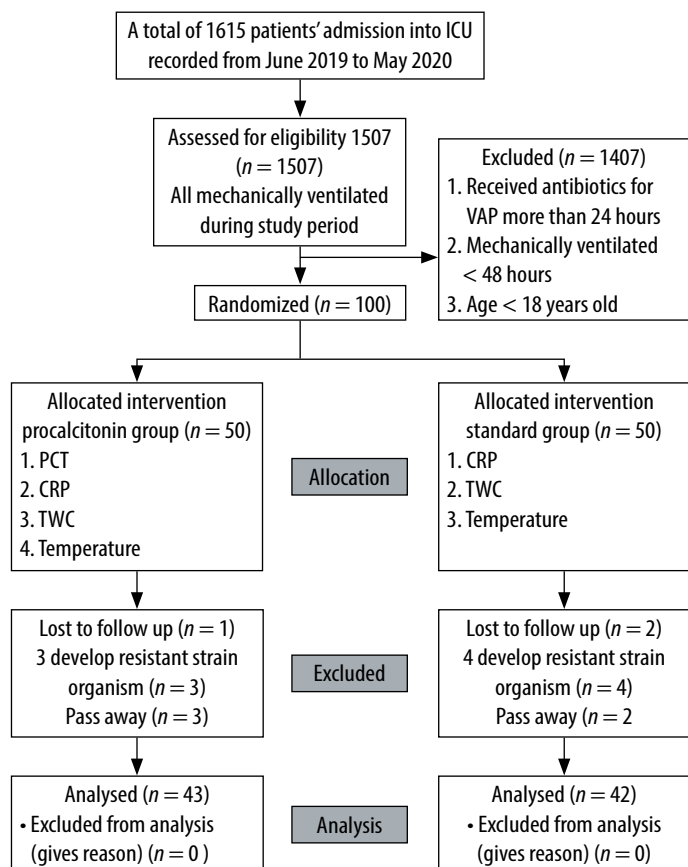 A total of 1615 patients’ admission into ICU
recorded from June 2019 to May 2020
Assessed for eligibility 1507
(n = 1507)
All mechanically ventilated
during study period
Excluded (n = 1407)
1. Received antibiotics for
VAP more than 24 hours
2. Mechanically ventilated
< 48 hours
3. Age < 18 years old
Randomized (n = 100)
Allocated intervention
procalcitonin group (n = 50)
1. PCT
2. CRP
3. TWC
4. Temperature
Allocation
Allocated intervention
standard group (n = 50)
1. CRP
2. TWC
3. Temperature
Lost to follow up (n = 1)
3 develop resistant strain
organism (n = 3)
Pass away (n = 3)
Excluded
Lost to follow up (n = 2)
4 develop resistant strain
organism (n = 4)
Pass away (n = 2
Analysed (n = 43)
• Excluded from analysis
(gives reason) (n = 0 )
Analysis
Analysed (n = 42)
• Excluded from analysis
(gives reason) (n = 0)